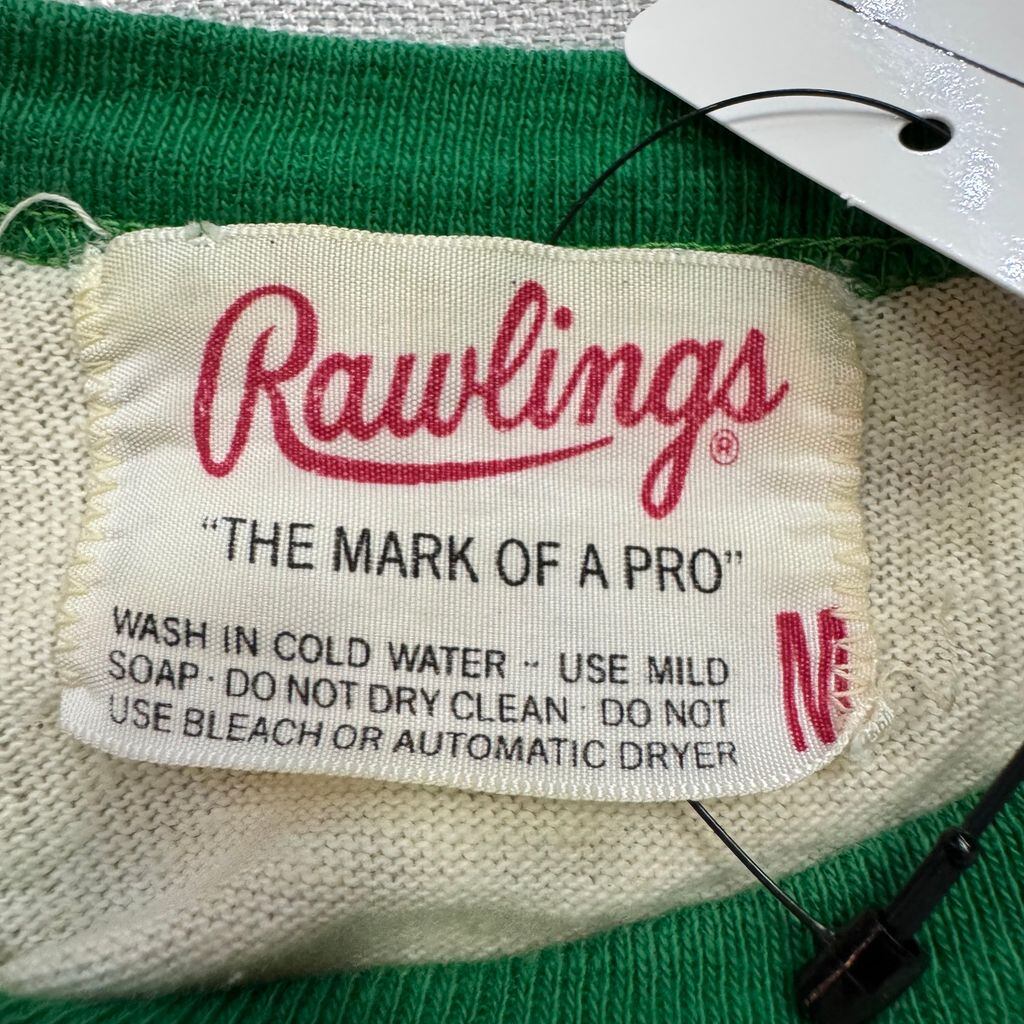 Rawlings®
"THE MARK OF A PRO"
WASH IN COLD WATER -- USE MILD
SOAP · DO NOT DRY CLEAN · DO NOT
USE BLEACH OR AUTOMATIC DRYER